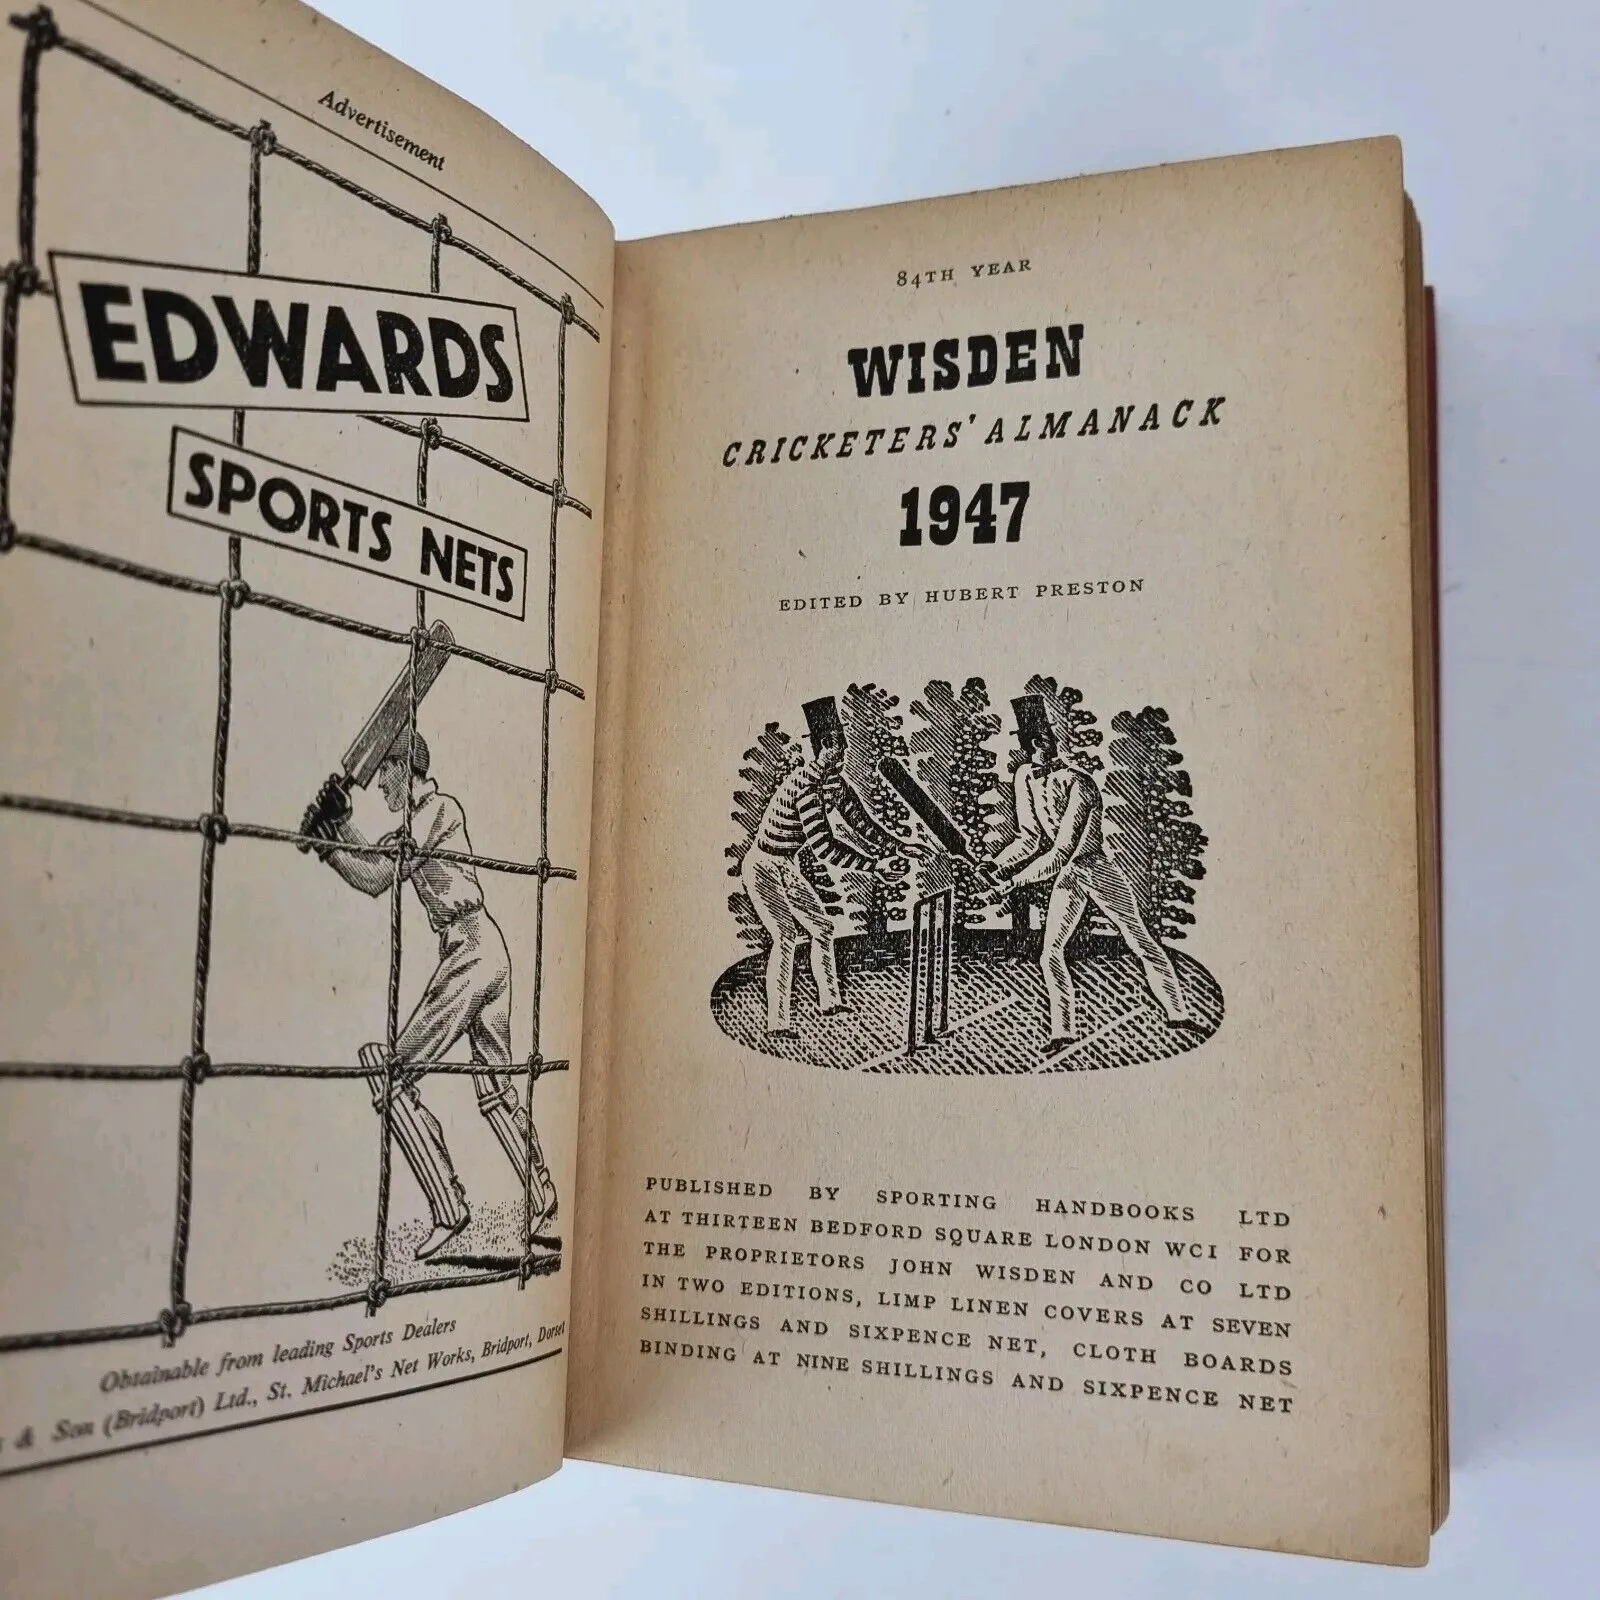 Advertisement
EDWARDS
SPORTS NETS
Obtainable from leading Sports Dealers
& Son (Bridport) Ltd., St. Michael's Net Works, Bridport, Dorset
84TH YEAR
WISDEN
CRICKETERS' ALMANACK
1947
EDITED BY HUBERT PRESTON
PUBLISHED BY SPORTING HANDBOOKS LTD
AT THIRTEEN BEDFORD SQUARE LONDON WC1 FOR
THE PROPRIETORS JOHN WISDEN AND CO LTD
IN TWO EDITIONS, LIMP LINEN COVERS AT SEVEN
SHILLINGS AND SIXPENCE NET, CLOTH BOARDS
BINDING AT NINE SHILLINGS AND SIXPENCE NET